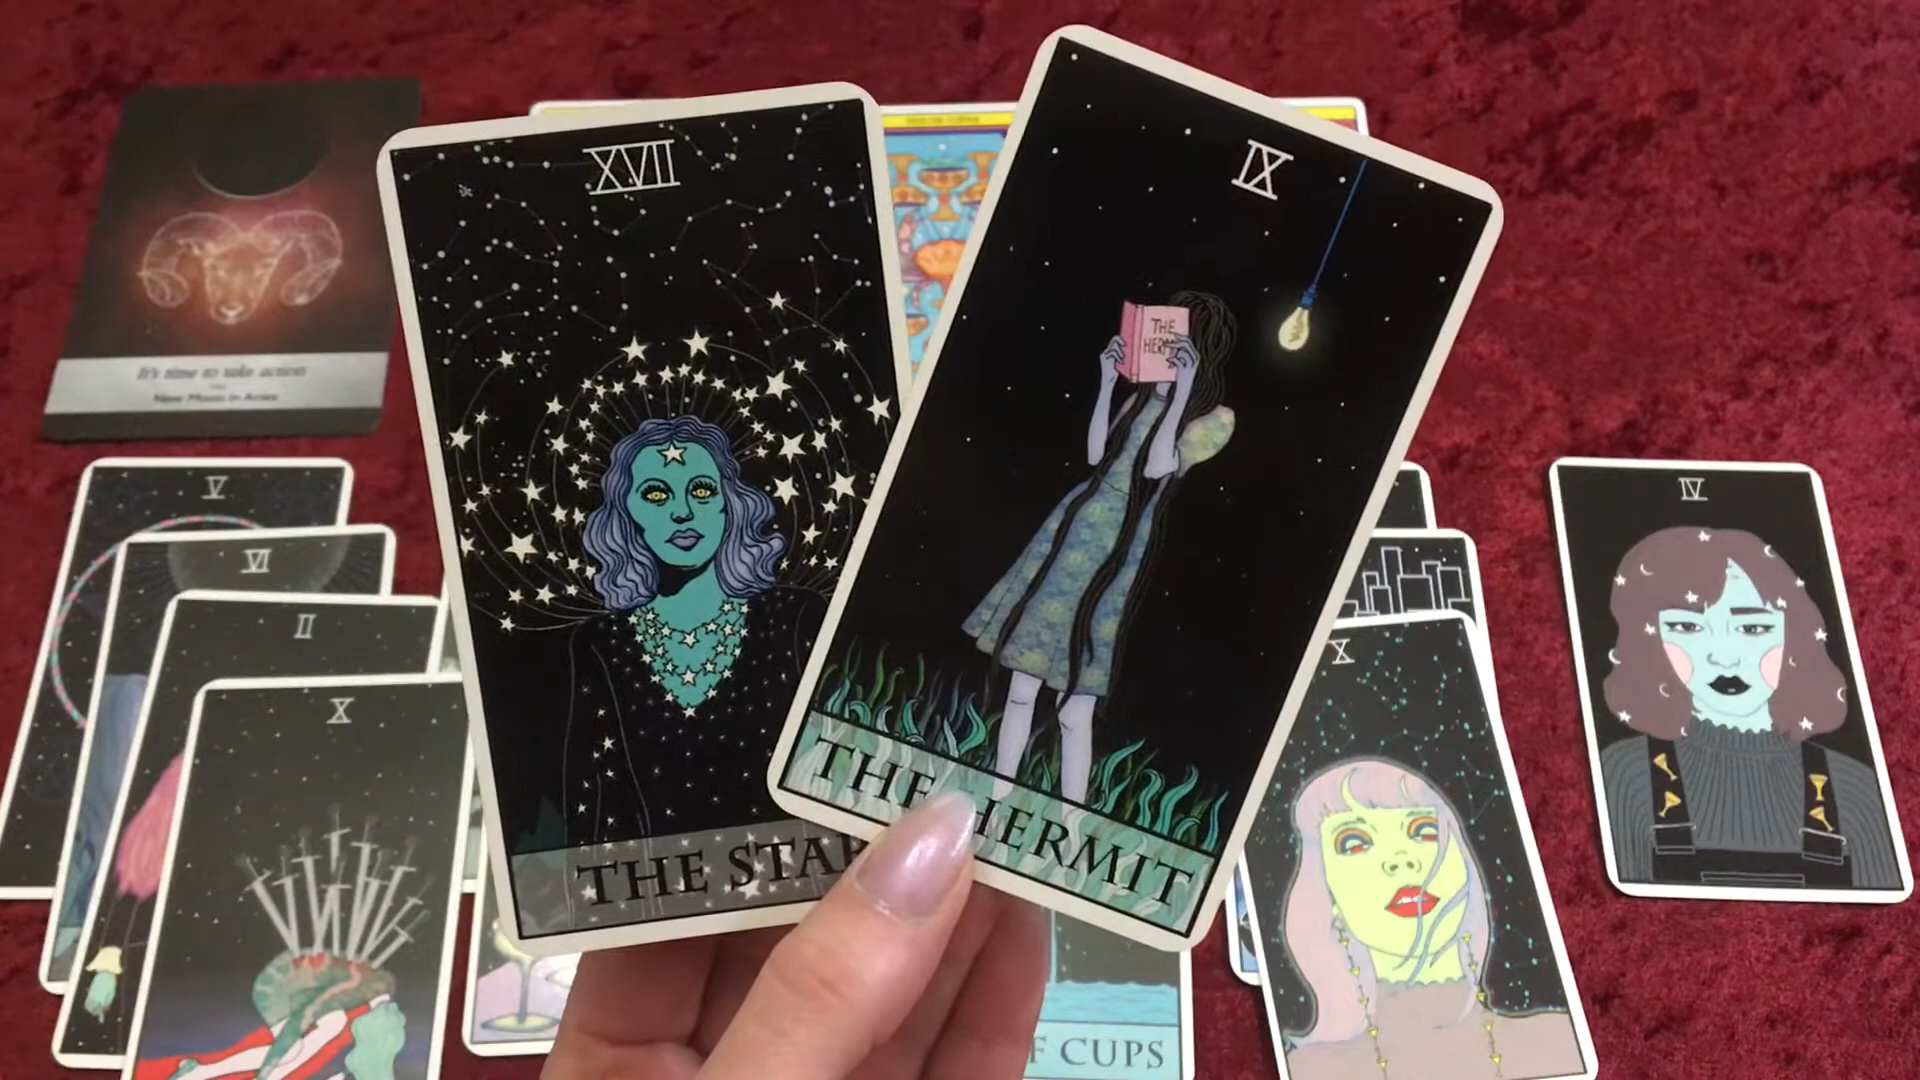 XVII
IX
THE
HERM
THE STAR
THE HERMIT
It's time to take action
New Moon in Aries
V
VI
II
X
X
IV
F CUPS